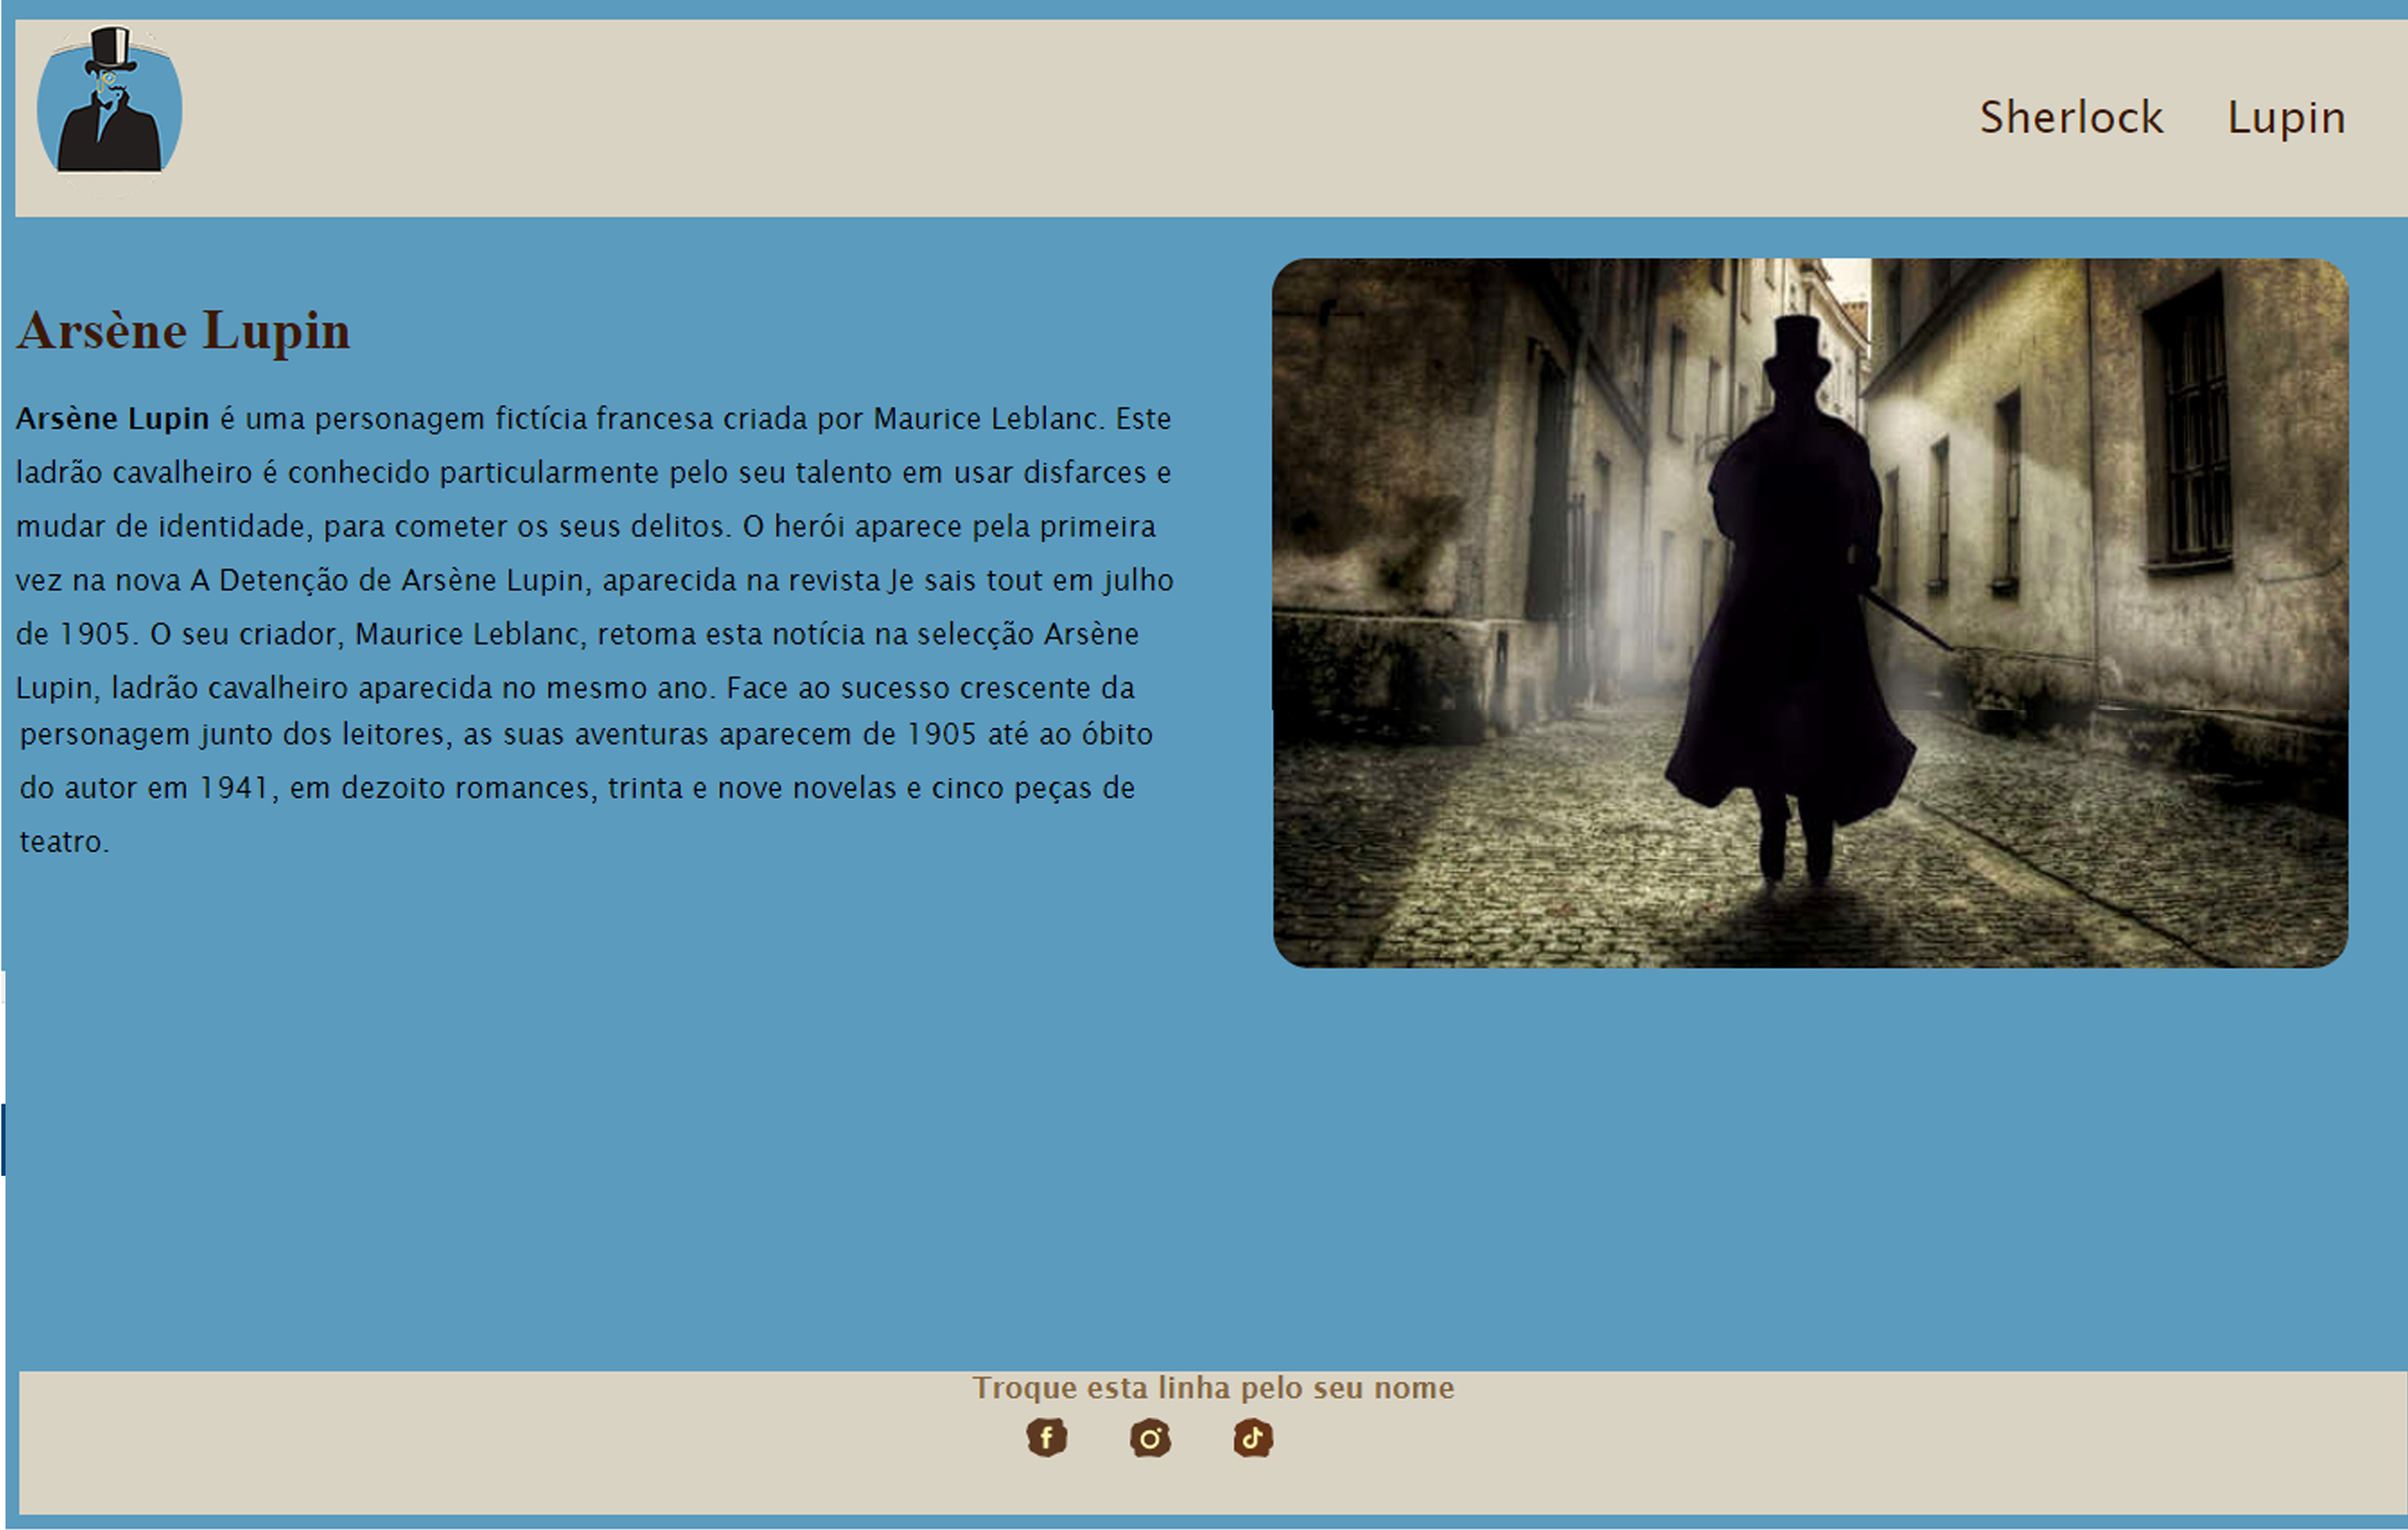 Sherlock Lupin
Arsène Lupin
Arsène Lupin é uma personagem fictícia francesa criada por Maurice Leblanc. Este
ladrão cavalheiro é conhecido particularmente pelo seu talento em usar disfarces e
mudar de identidade, para cometer os seus delitos. O herói aparece pela primeira
vez na nova A Detenção de Arsène Lupin, aparecida na revista Je sais tout em julho
de 1905. O seu criador, Maurice Leblanc, retoma esta notícia na selecção Arsène
Lupin, ladrão cavalheiro aparecida no mesmo ano. Face ao sucesso crescente da
personagem junto dos leitores, as suas aventuras aparecem de 1905 até ao óbito
do autor em 1941, em dezoito romances, trinta e nove novelas e cinco peças de
teatro.
Troque esta linha pelo seu nome